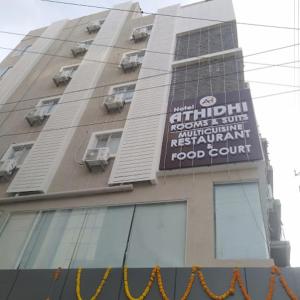 Hotel
ATHIDHI
ROOMS & SUITS
MULTICUISINE
RESTAURANT
&
FOOD COURT